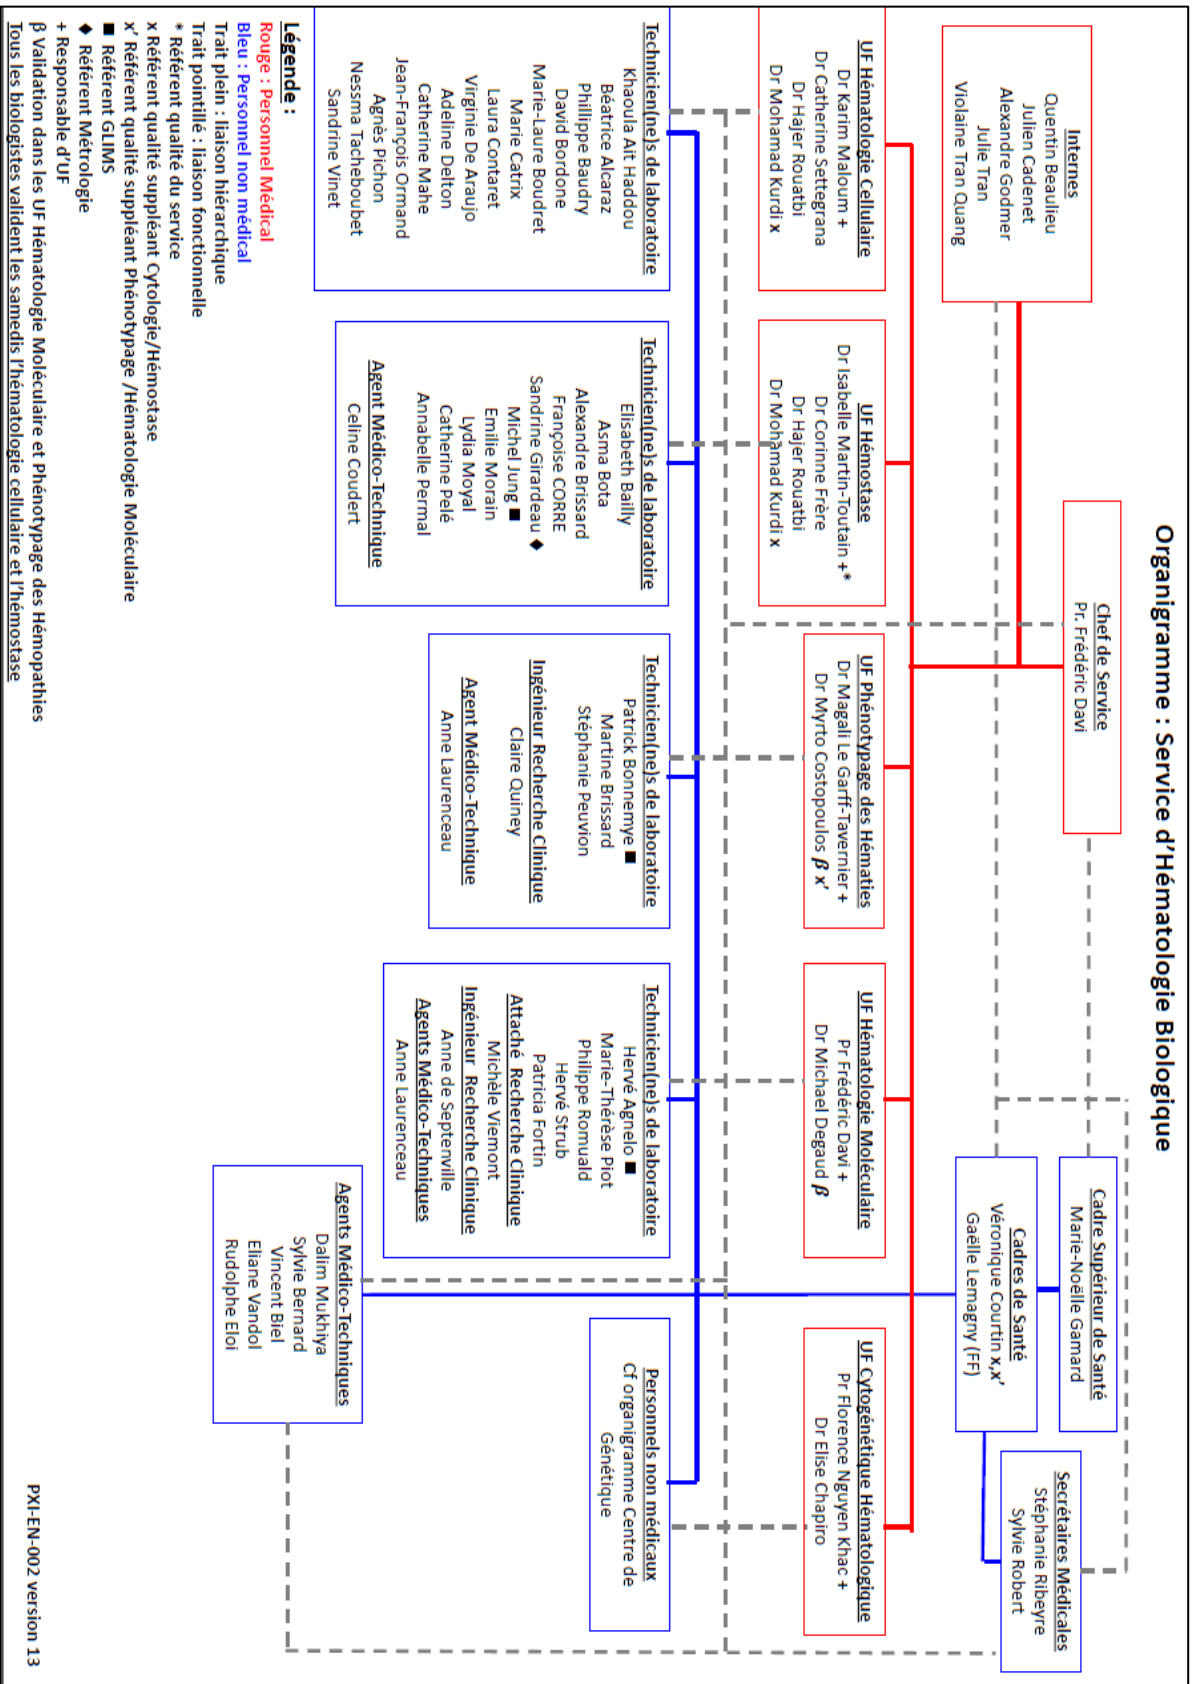 Organigramme : Service d'Hématologie Biologique
Internes
Quentin Beaulieu
Julien Cadenet
Alexandre Godmer
Julie Tran
Violaine Tran Quang
Chef de Service
Pr. Frédéric Davi
Cadre Supérieur de Santé
Marie-Noëlle Gamard
Cadres de Santé
Véronique Courtin x,x'
Gaëlle Lemagny (FF)
Secrétaires Médicales
Stéphanie Ribeyre
Sylvie Robert
UF Hématologie Cellulaire
Dr Karim Maloum +
Dr Catherine Settegrana
Dr Hajer Rouatbi
Dr Mohamad Kurdi x
UF Hémostase
Dr Isabelle Martin-Toutain +*
Dr Corinne Frère
Dr Hajer Rouatbi
Dr Mohamad Kurdi x
UF Phénotypage des Hématies
Dr Magali Le Garff-Tavernier +
Dr Myrto Costopoulos β x'
UF Hématologie Moléculaire
Pr Frédéric Davi +
Dr Michael Degaud β
UF Cytogénétique Hématologique
Pr Florence Nguyen Khac +
Dr Elise Chapiro
Technicien(ne)s de laboratoire
Khaoula Ait Haddou
Béatrice Alcaraz
Philippe Baudry
David Bordone
Marie-Laure Boudret
Marie Catrix
Laura Contaret
Virginie De Araujo
Adeline Delton
Catherine Mahe
Jean-François Ormand
Agnès Pichon
Nessma Tacheboubet
Sandrine Vinet
Technicien(ne)s de laboratoire
Elisabeth Bailly
Asma Bota
Alexandre Brissard
Françoise CORRE
Sandrine Girardeau ◆
Michel Jung ■
Emilie Morain
Lydia Moyal
Catherine Pelé
Annabelle Permal
Agent Médico-Technique
Celine Coudert
Technicien(ne)s de laboratoire
Patrick Bonnemye ■
Martine Brissard
Stéphanie Peuvion
Ingénieur Recherche Clinique
Claire Quiney
Agent Médico-Technique
Anne Laurenceau
Technicien(ne)s de laboratoire
Hervé Agnelo ■
Marie-Thérèse Piot
Philippe Romuald
Hervé Strub
Patricia Fortin
Attaché Recherche Clinique
Michèle Viemont
Ingénieur Recherche Clinique
Anne de Septenville
Agents Médico-Techniques
Anne Laurenceau
Personnels non médicaux
Cf organigramme Centre de
Génétique
Agents Médico-Techniques
Dalim Mukhiya
Sylvie Bernard
Vincent Biel
Eliane Vandol
Rudolphe Eloi
Légende :
Rouge : Personnel Médical
Bleu : Personnel non médical
Trait plein : liaison hiérarchique
Trait pointillé : liaison fonctionnelle
* Référent qualité du service
x Référent qualité suppléant Cytologie/Hémostase
x' Référent qualité suppléant Phénotypage /Hématologie Moléculaire
■ Référent GLIMS
◆ Référent Métrologie
+ Responsable d'UF
β Validation dans les UF Hématologie Moléculaire et Phénotypage des Hémopathies
Tous les biologistes valident les samedis l'hématologie cellulaire et l'hémostase
PXI-EN-002 version 13